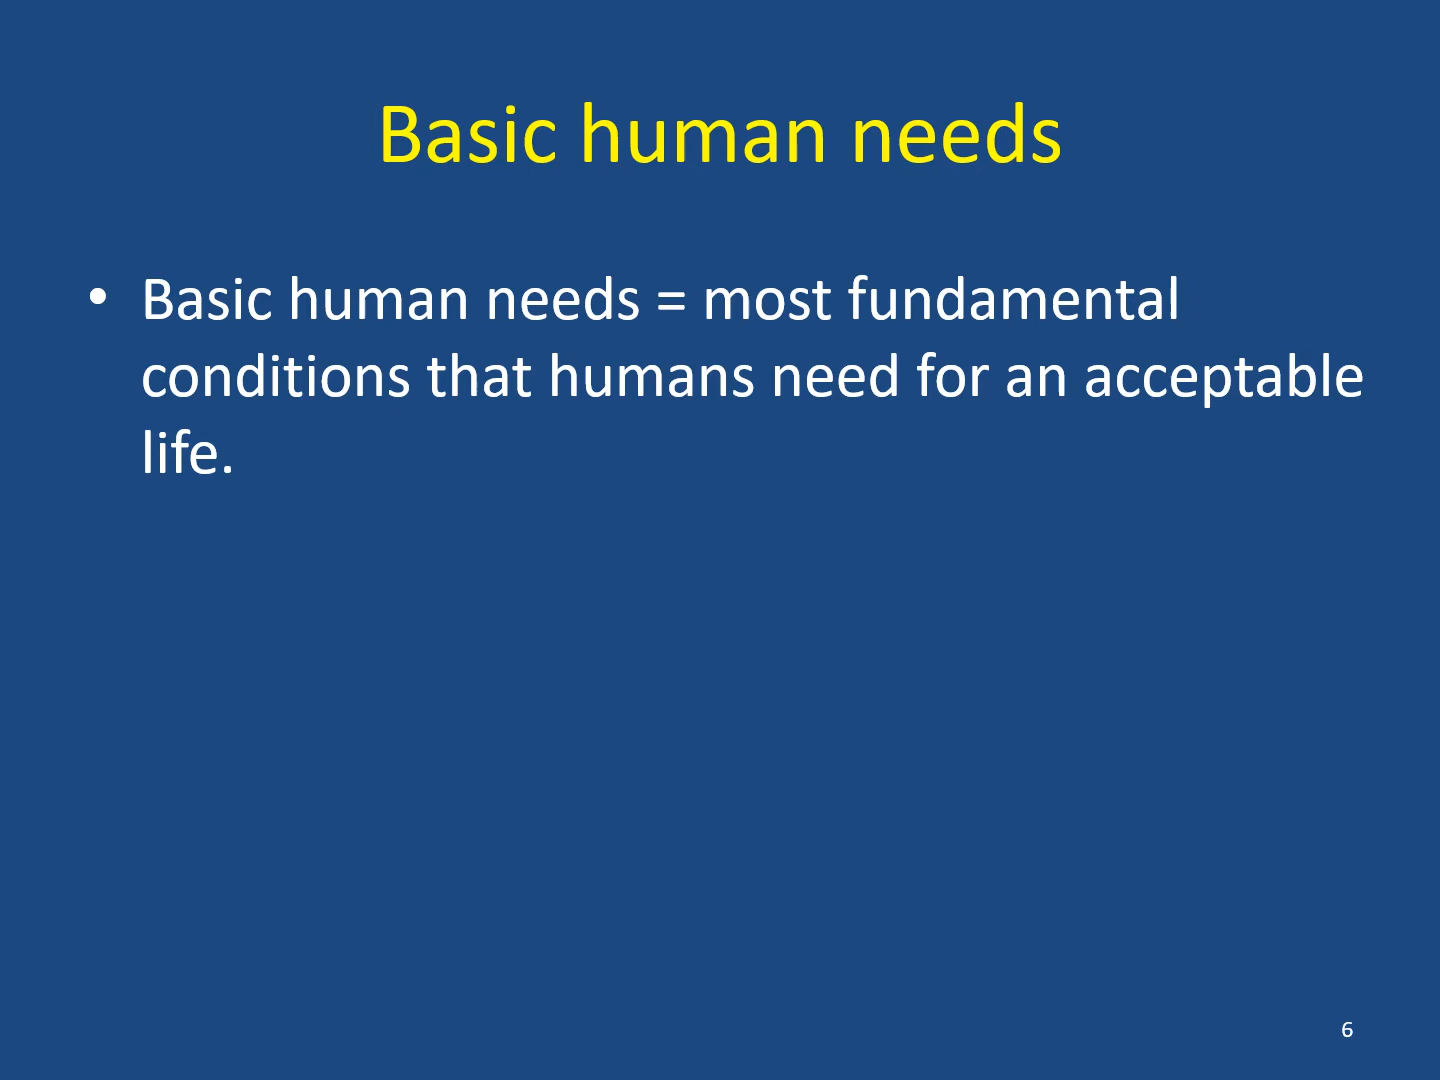 Basic human needs
• Basic human needs = most fundamental
conditions that humans need for an acceptable
life.
6